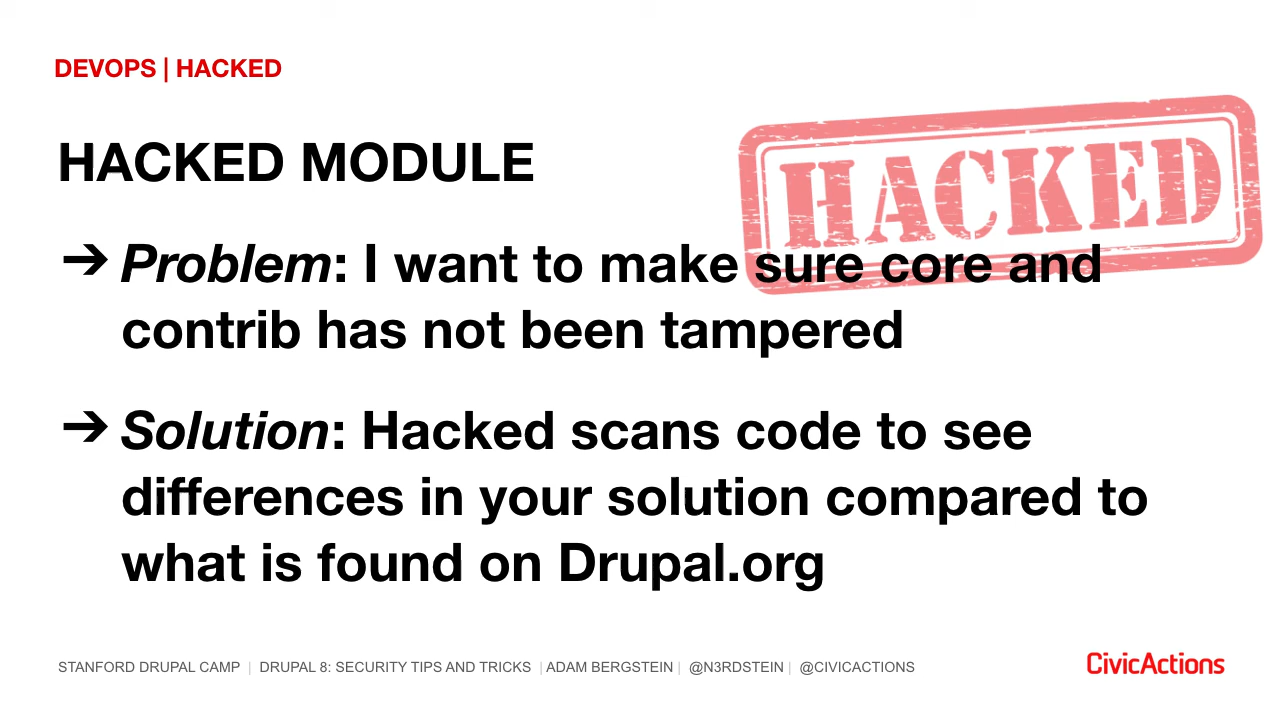 DEVOPS | HACKED
HACKED
HACKED MODULE
➔ Problem: I want to make sure core and
contrib has not been tampered
➔ Solution: Hacked scans code to see
differences in your solution compared to
what is found on Drupal.org
STANFORD DRUPAL CAMP | DRUPAL 8: SECURITY TIPS AND TRICKS | ADAM BERGSTEIN | @N3RDSTEIN | @CIVICACTIONS
CivicActions